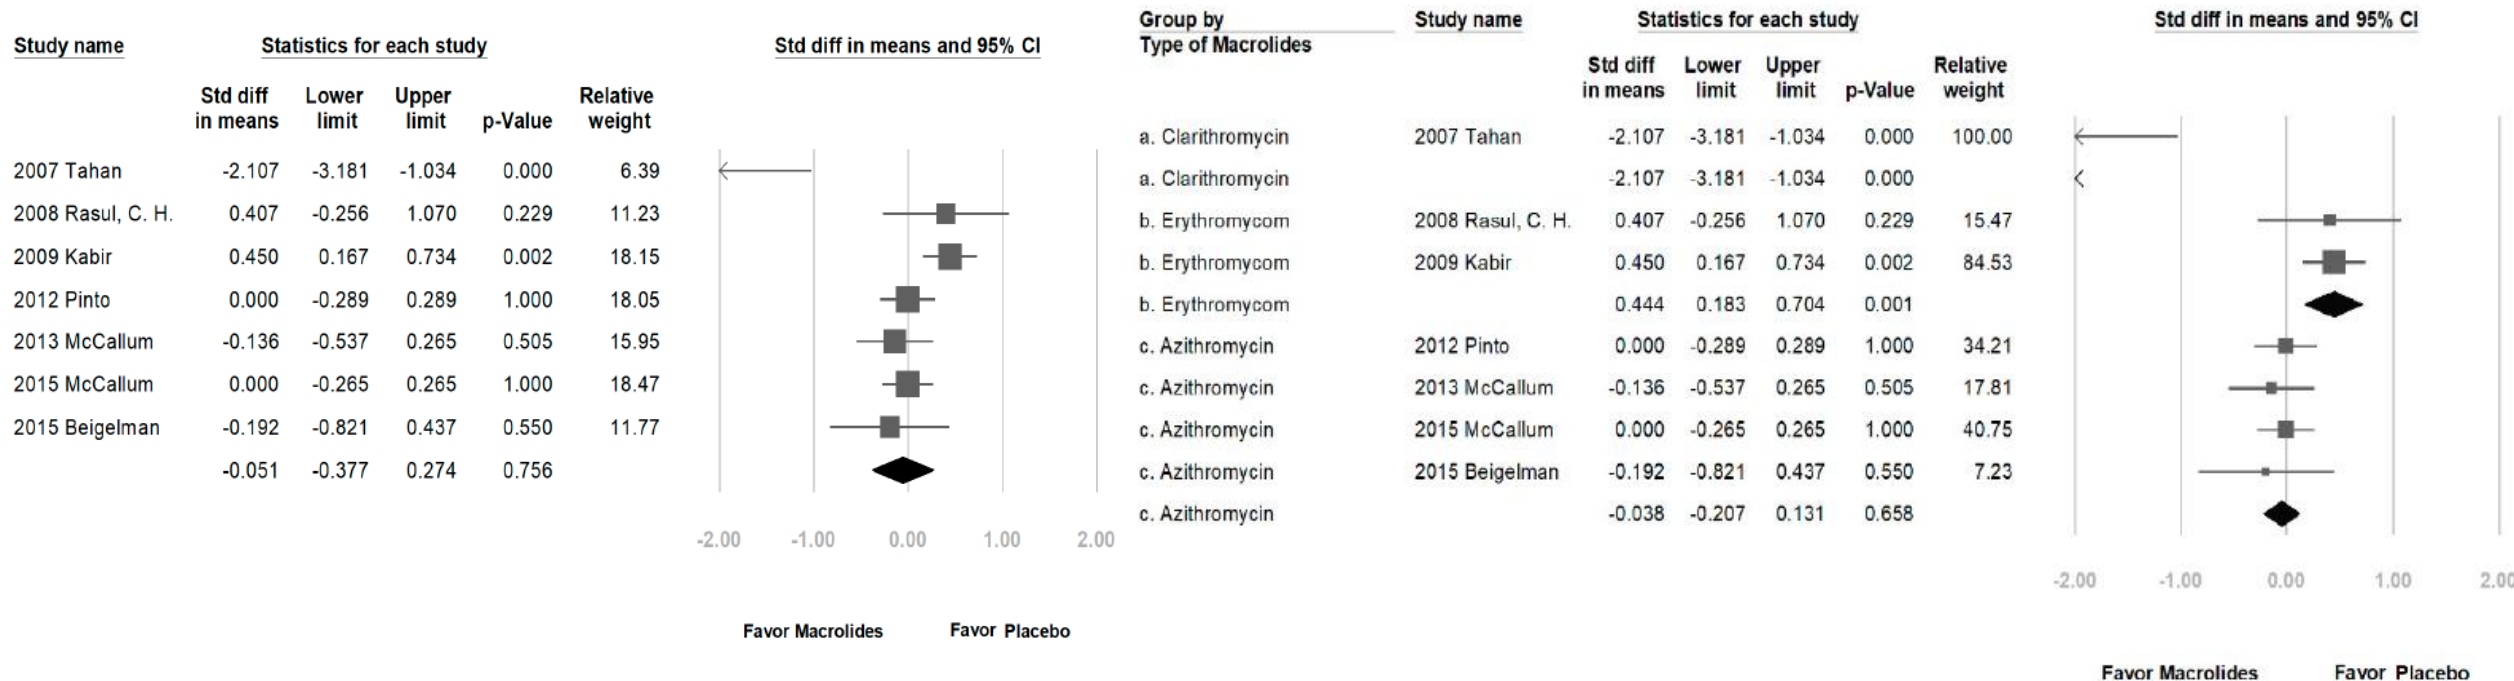 Study name Statistics for each study Std diff in means and 95% CI
Std diff in means Lower limit Upper limit p-Value Relative weight
2007 Tahan -2.107 -3.181 -1.034 0.000 6.39
2008 Rasul, C. H. 0.407 -0.256 1.070 0.229 11.23
2009 Kabir 0.450 0.167 0.734 0.002 18.15
2012 Pinto 0.000 -0.289 0.289 1.000 18.05
2013 McCallum -0.136 -0.537 0.265 0.505 15.95
2015 McCallum 0.000 -0.265 0.265 1.000 18.47
2015 Beigelman -0.192 -0.821 0.437 0.550 11.77
-0.051 -0.377 0.274 0.756
-2.00 -1.00 0.00 1.00 2.00
Favor Macrolides Favor Placebo
Group by Study name Statistics for each study Std diff in means and 95% CI
Type of Macrolides
Std diff in means Lower limit Upper limit p-Value Relative weight
a. Clarithromycin 2007 Tahan -2.107 -3.181 -1.034 0.000 100.00
a. Clarithromycin -2.107 -3.181 -1.034 0.000
b. Erythromycom 2008 Rasul, C. H. 0.407 -0.256 1.070 0.229 15.47
b. Erythromycom 2009 Kabir 0.450 0.167 0.734 0.002 84.53
b. Erythromycom 0.444 0.183 0.704 0.001
c. Azithromycin 2012 Pinto 0.000 -0.289 0.289 1.000 34.21
c. Azithromycin 2013 McCallum -0.136 -0.537 0.265 0.505 17.81
c. Azithromycin 2015 McCallum 0.000 -0.265 0.265 1.000 40.75
c. Azithromycin 2015 Beigelman -0.192 -0.821 0.437 0.550 7.23
c. Azithromycin -0.038 -0.207 0.131 0.658
-2.00 -1.00 0.00 1.00 2.00
Favor Macrolides Favor Placebo